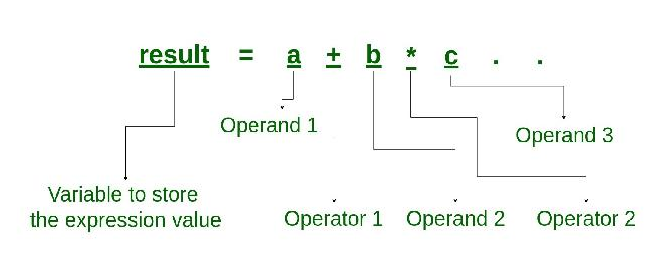 result = a + b * c . .
Operand 1
Operand 3
Variable to store
the expression value
Operator 1
Operand 2
Operator 2